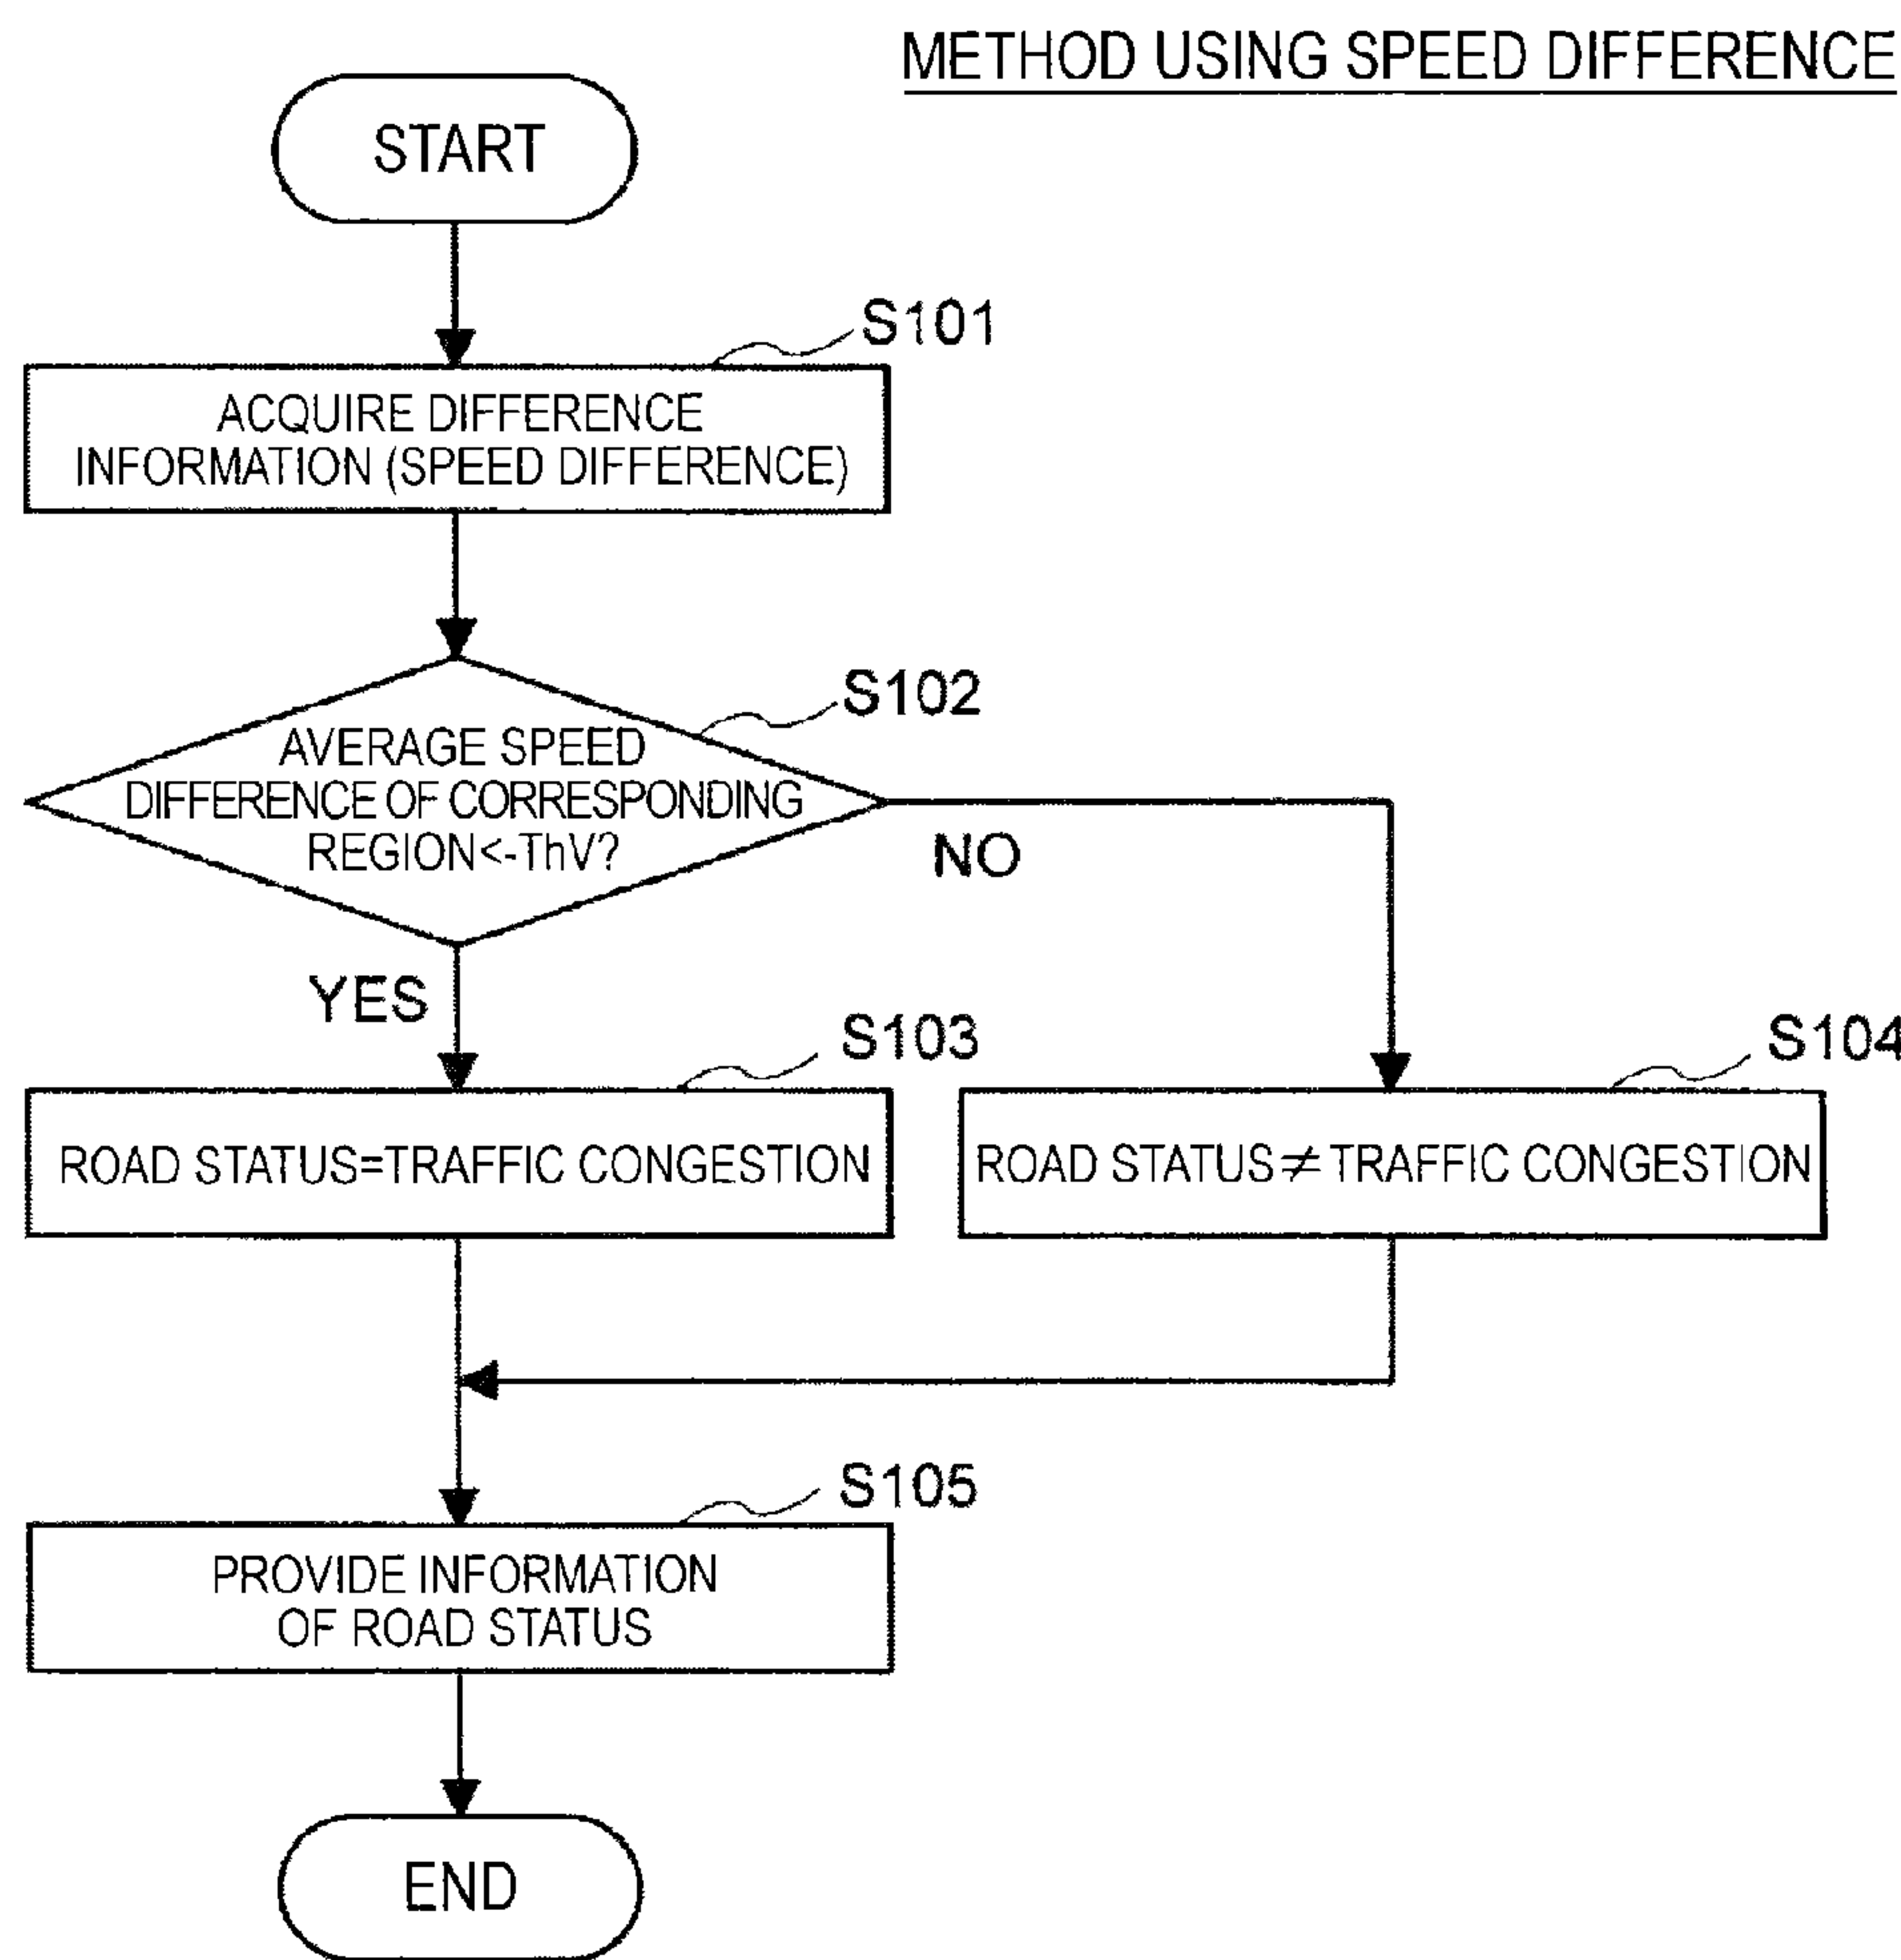 METHOD USING SPEED DIFFERENCE
START
S101
ACQUIRE DIFFERENCE
INFORMATION (SPEED DIFFERENCE)
S102
AVERAGE SPEED
DIFFERENCE OF CORRESPONDING
REGION<-ThV?
NO
YES
S103
ROAD STATUS=TRAFFIC CONGESTION
S104
ROAD STATUS≠TRAFFIC CONGESTION
S105
PROVIDE INFORMATION
OF ROAD STATUS
END